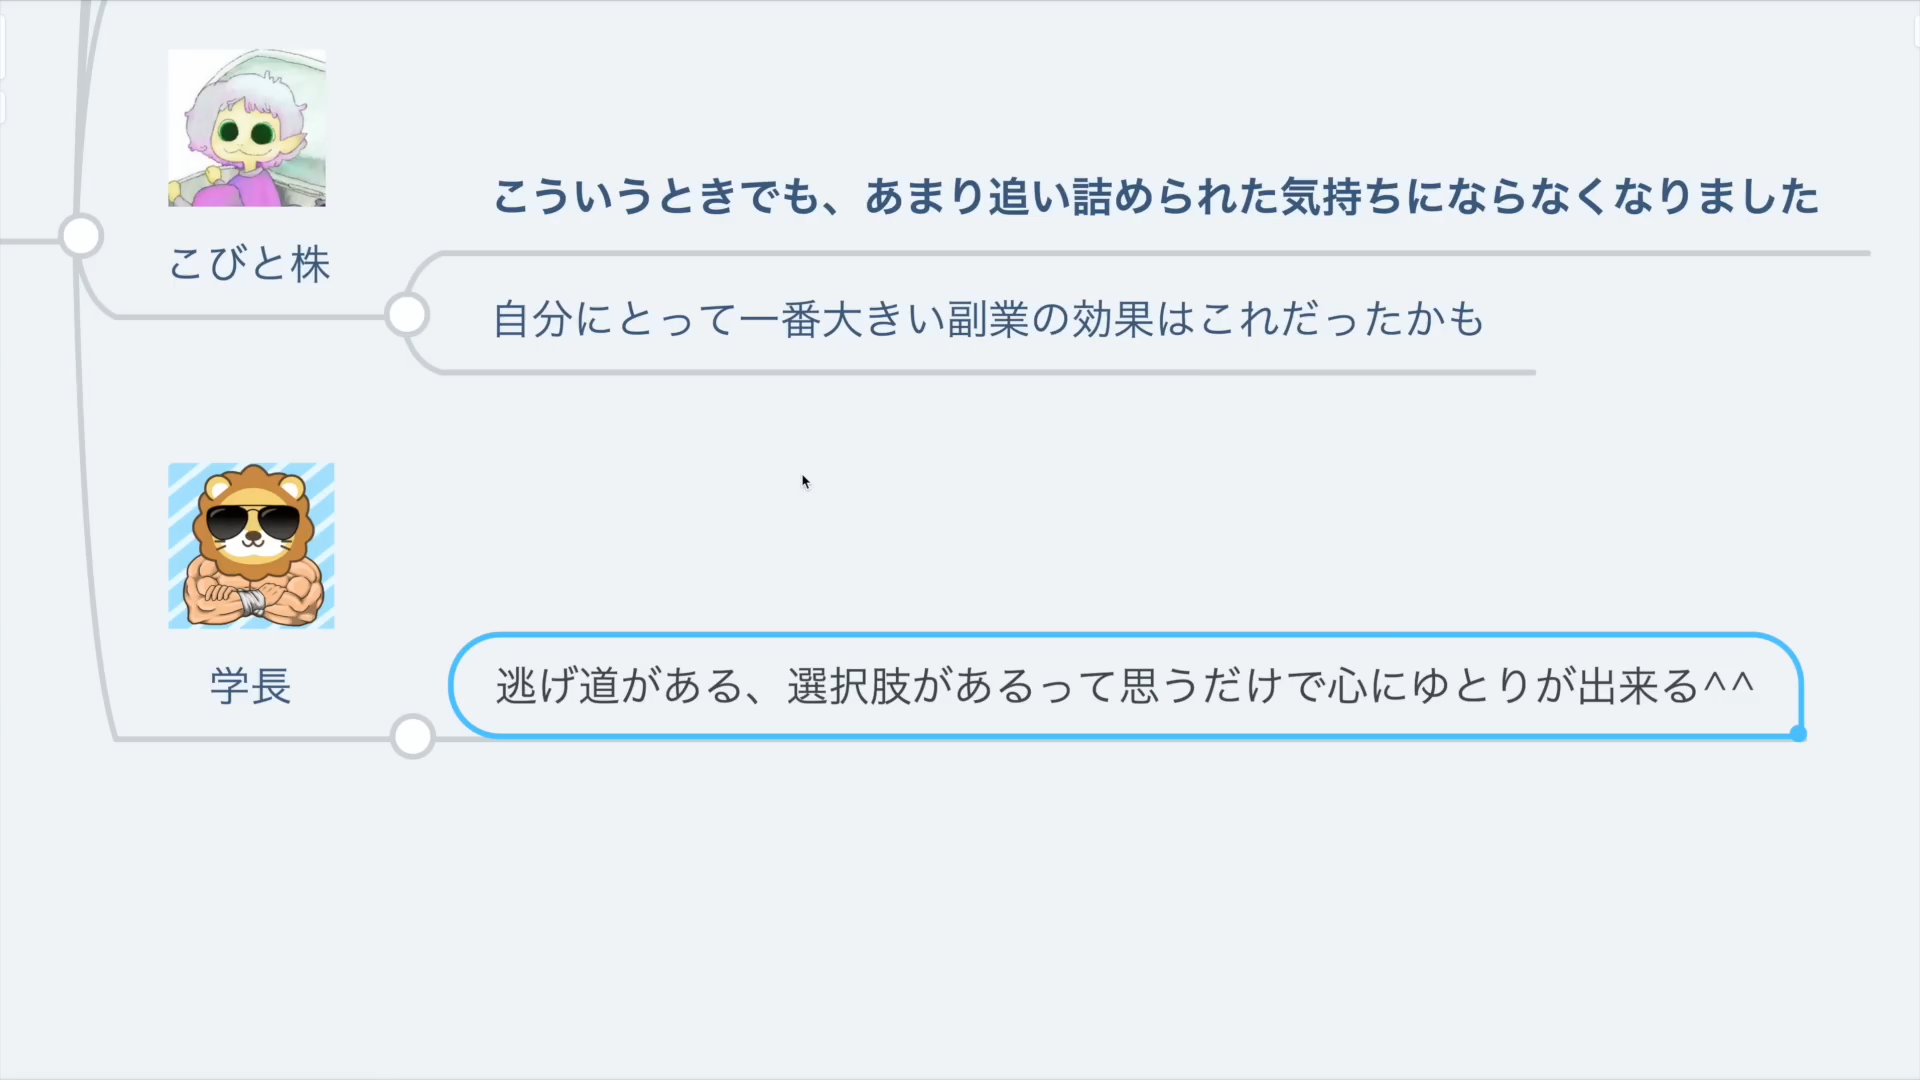 こういうときでも、あまり追い詰められた気持ちにならなくなりました
こびと株
自分にとって一番大きい副業の効果はこれだったかも
学長
逃げ道がある、選択肢があるって思うだけで心にゆとりが出来る^^